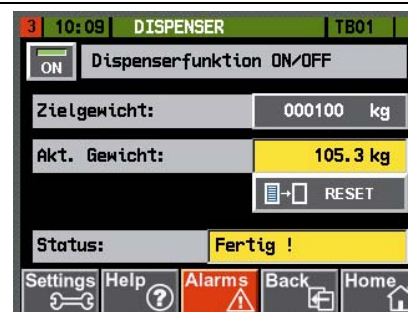 3 10:09 DISPENSER TB01
ON Dispenserfunktion ON/OFF
Zielgewicht: 000100 kg
Akt. Gewicht: 105.3 kg
RESET
Status: Fertig !
Settings Help ? Alarms Back Home